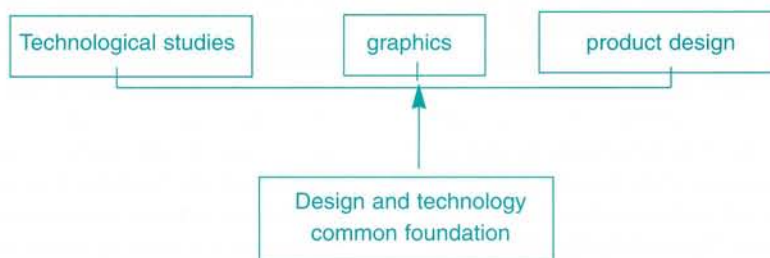 Technological studies
graphics
product design
Design and technology
common foundation